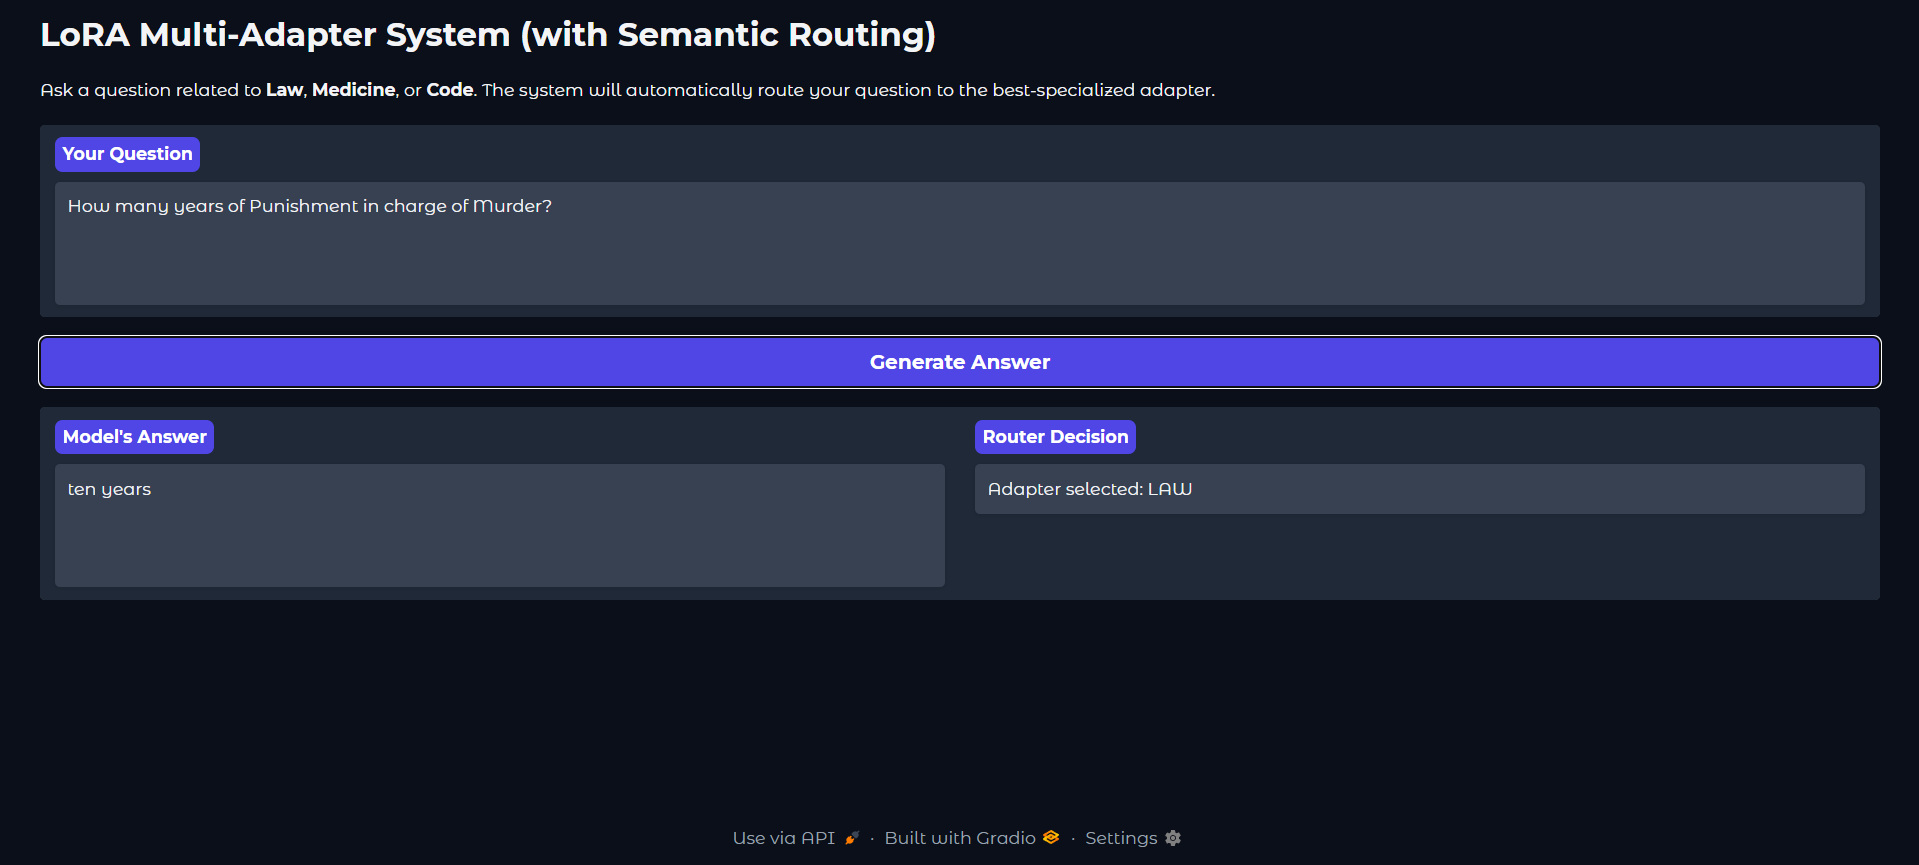 LoRA Multi-Adapter System (with Semantic Routing)
Ask a question related to Law, Medicine, or Code. The system will automatically route your question to the best-specialized adapter.
Your Question
How many years of Punishment in charge of Murder?
Generate Answer
Model's Answer
ten years
Router Decision
Adapter selected: LAW
Use via API · Built with Gradio · Settings